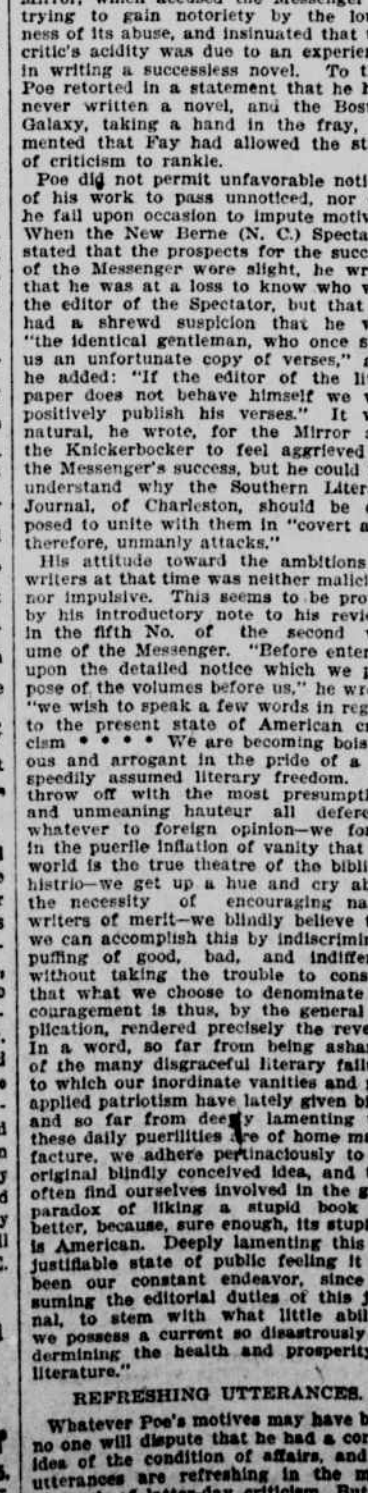 Mirror, which accused the Messenger
trying to gain notoriety by the lo
ness of its abuse, and insinuated that
critic's acidity was due to an experie
in writing a successless novel. To t
Poe retorted in a statement that he h
never written a novel, and the Bos
Galaxy, taking a hand in the fray,
mented that Fay had allowed the st
of criticism to rankle.
Poe did not permit unfavorable noti
of his work to pass unnoticed, nor
he fail upon occasion to impute motiv
When the New Berne (N. C.) Specta
stated that the prospects for the succ
of the Messenger wore slight, he wr
that he was at a loss to know who w
the editor of the Spectator, but that
had a shrewd suspicion that he w
"the identical gentleman, who once s
us an unfortunate copy of verses," a
he added: "If the editor of the li
paper does not behave himself we w
positively publish his verses." It w
natural, he wrote, for the Mirror a
the Knickerbocker to feel aggrieved
the Messenger's success, but he could
understand why the Southern Liter
Journal, of Charleston, should be d
posed to unite with them in "covert a
therefore, unmanly attacks."
His attitude toward the ambitions
writers at that time was neither malici
nor impulsive. This seems to be pro
by his introductory note to his revi
in the fifth No. of the second v
ume of the Messenger. "Before enter
upon the detailed notice which we p
pose of the volumes before us," he wr
"we wish to speak a few words in reg
to the present state of American cr
cism * * * * We are becoming bois
ous and arrogant in the pride of a
speedily assumed literary freedom.
throw off with the most presumpti
and unmeaning hauteur all defere
whatever to foreign opinion—we for
in the puerile inflation of vanity that
world is the true theatre of the bibli
histrio—we get up a hue and cry ab
the necessity of encouraging na
writers of merit—we blindly believe t
we can accomplish this by indiscrimin
puffing of good, bad, and indiffer
without taking the trouble to cons
that what we choose to denominate
couragement is thus, by the general
plication, rendered precisely the reve
In a word, so far from being asha
of the many disgraceful literary failu
to which our inordinate vanities and
applied patriotism have lately given bi
and so far from deeply lamenting
these daily puerilities are of home ma
facture, we adhere pertinaciously to
original blindly conceived idea, and t
often find ourselves involved in the g
paradox of liking a stupid book
better, because, sure enough, its stupi
is American. Deeply lamenting this
justifiable state of public feeling it
been our constant endeavor, since
suming the editorial duties of this j
nal, to stem with what little abil
we possess a current so disastrously
dermining the health and prosperity
literature."
REFRESHING UTTERANCES.
Whatever Poe's motives may have b
no one will dispute that he had a cor
idea of the condition of affairs, and
utterances are refreshing in the m